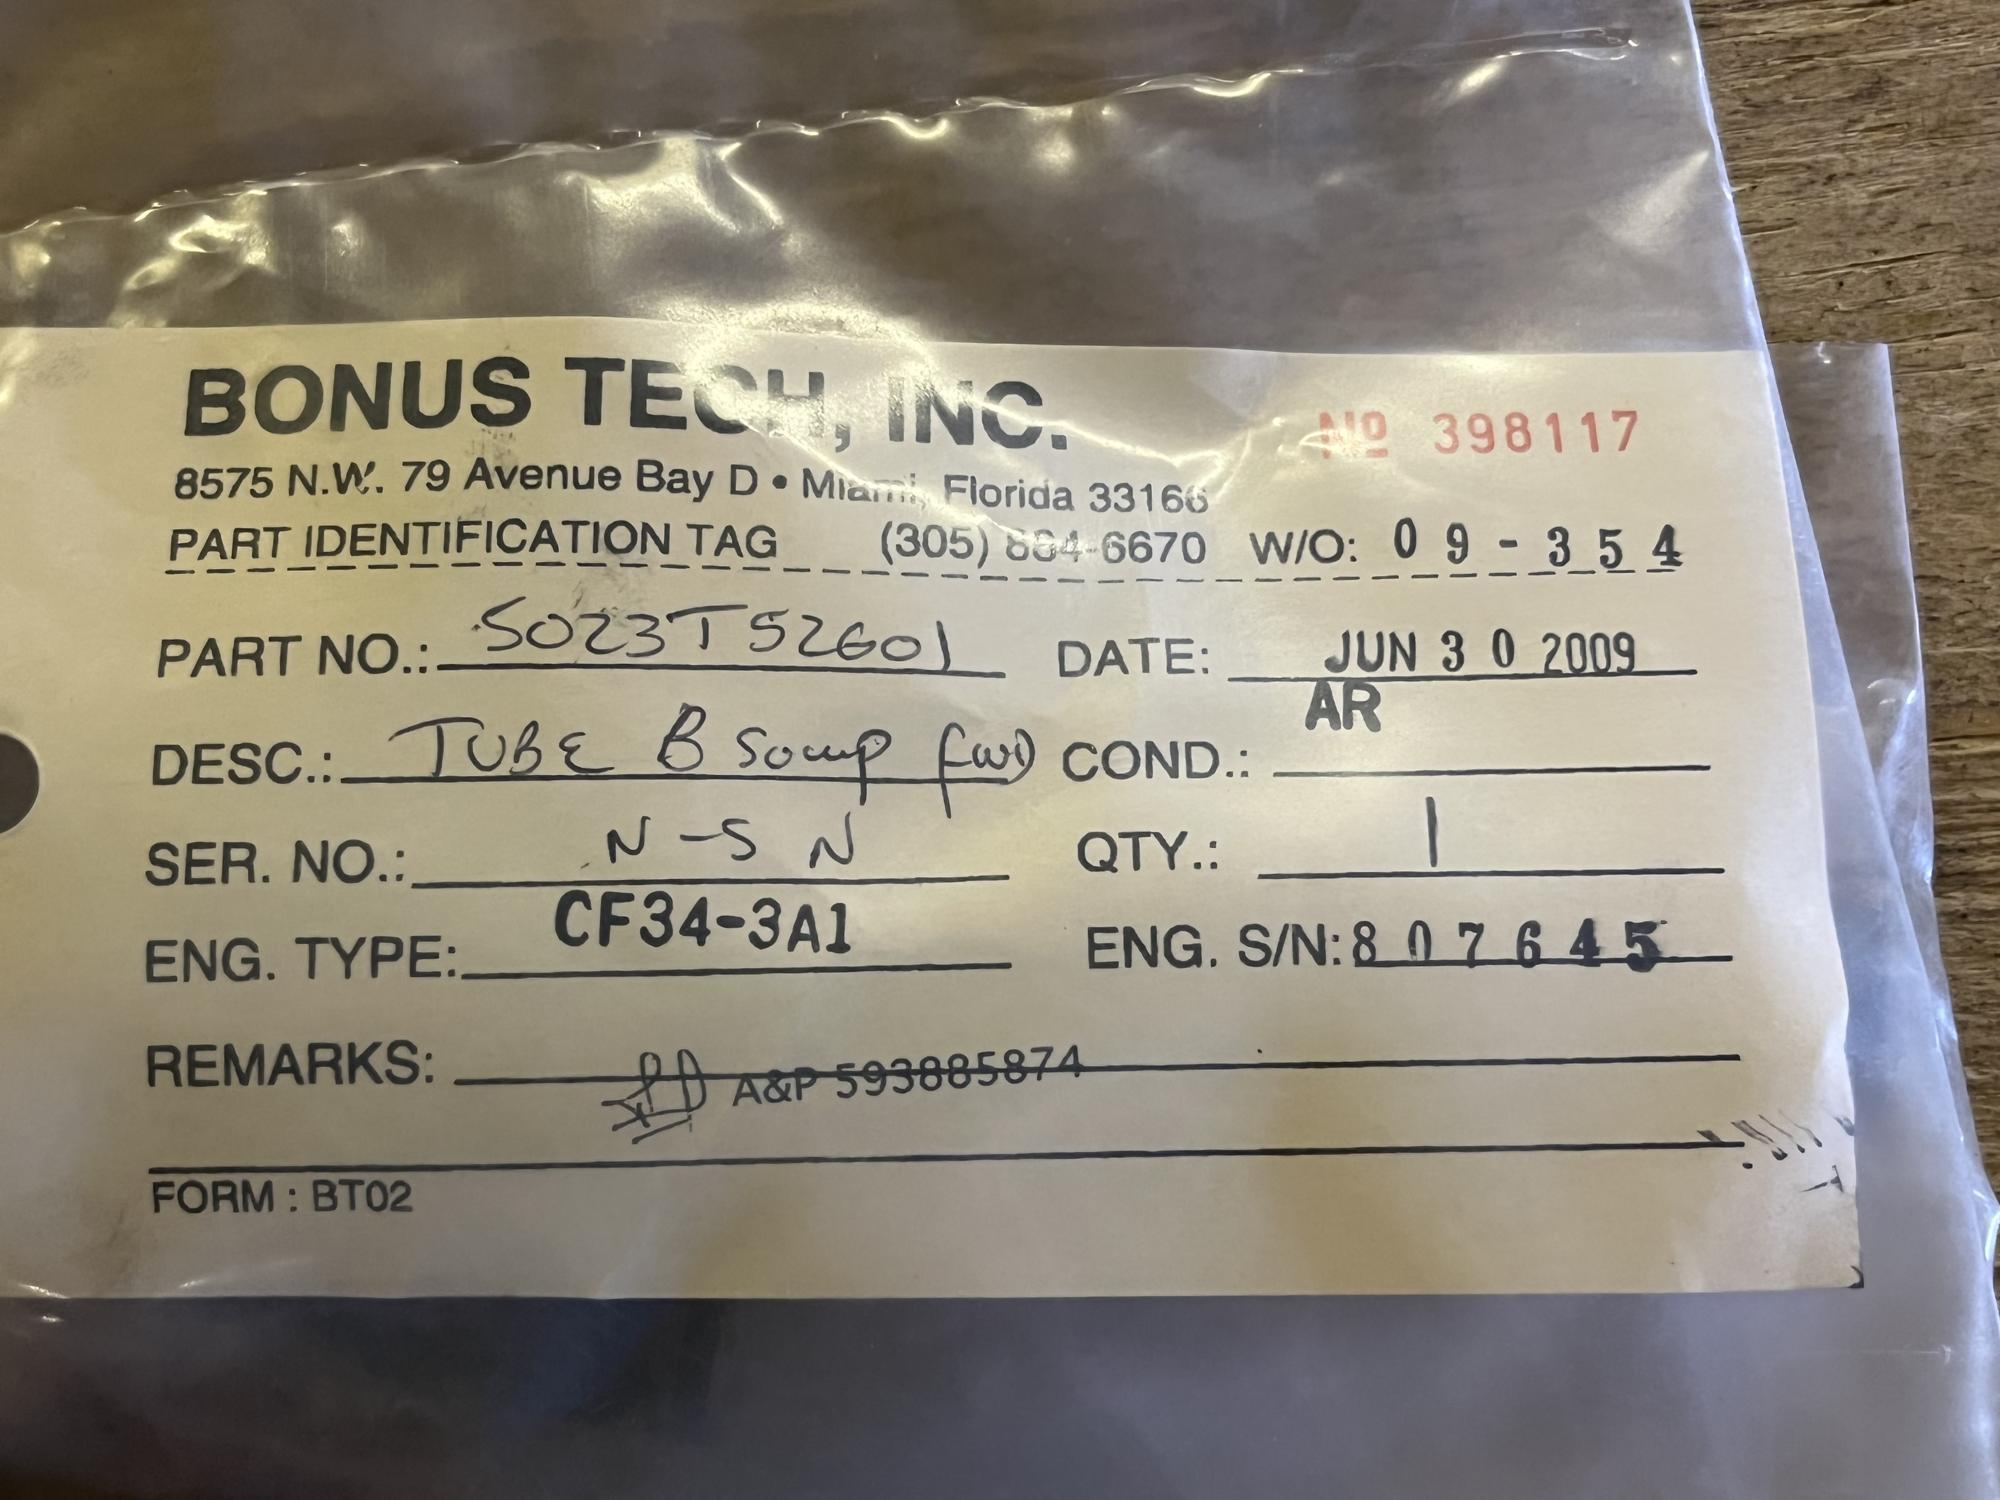 BONUS TECH, INC.
Nº 398117
8575 N.W. 79 Avenue Bay D • Miami, Florida 33166
PART IDENTIFICATION TAG (305) 884-6670 W/O: 09-354
PART NO.: 5023T52G01 DATE: JUN 30 2009
DESC.: TUBE B Sump fwd COND.: AR
SER. NO.: N-SN QTY.: 1
ENG. TYPE: CF34-3A1 ENG. S/N: 807645
REMARKS: A&P 593885874
FORM : BT02